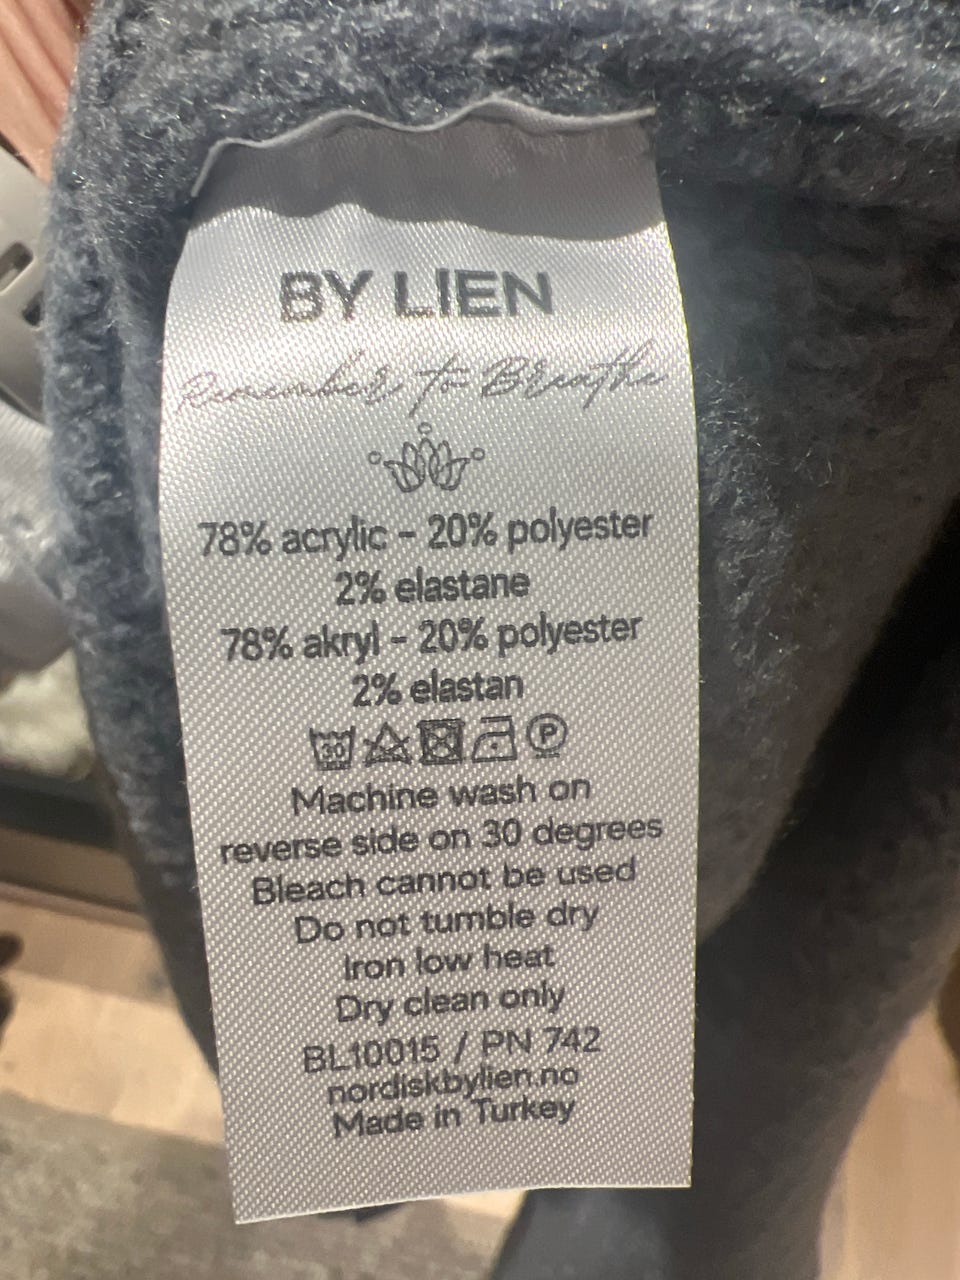 BY LIEN
Remember to Breathe
78% acrylic - 20% polyester
2% elastane
78% akryl - 20% polyester
2% elastan
30 P
Machine wash on
reverse side on 30 degrees
Bleach cannot be used
Do not tumble dry
Iron low heat
Dry clean only
BL10015 / PN 742
nordiskbylien.no
Made in Turkey